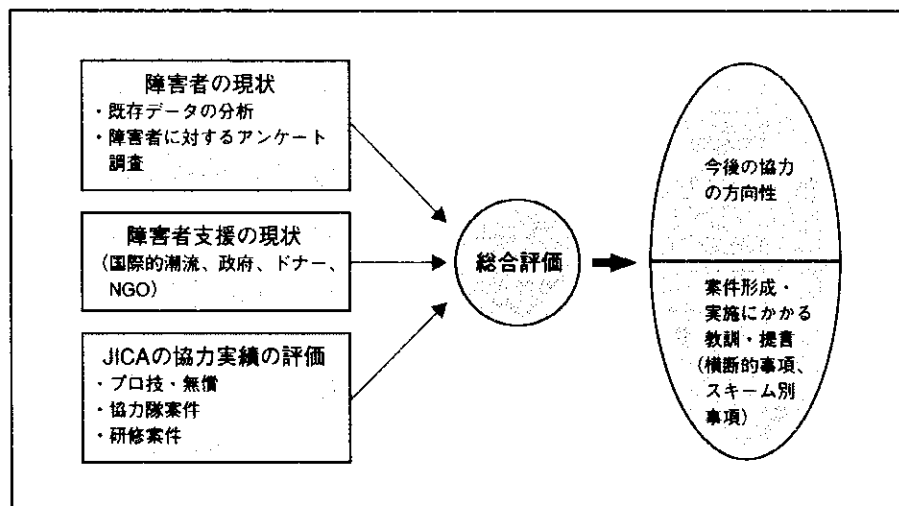 障害者の現状
・既存データの分析
・障害者に対するアンケート
調査
障害者支援の現状
(国際的潮流、政府、ドナー、
NGO)
JICAの協力実績の評価
・プロ技・無償
・協力隊案件
・研修案件
総合評価
今後の協力
の方向性
案件形成・
実施にかかる
教訓・提言
(横断的事項、
スキーム別
事項)